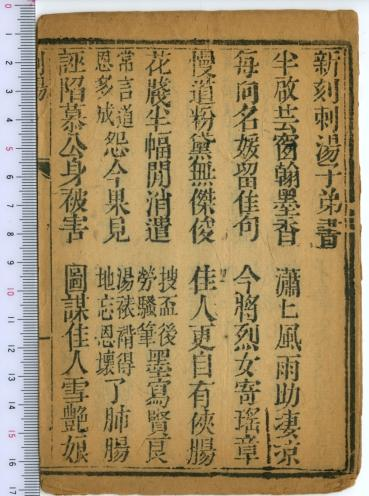 新刻刺湯子弟書
半啟芸窗翰墨香 瀟上風雨助凄涼
每向名媛留佳句 今將烈女寄瑤章
慢道粉黛無傑俊 佳人更自有俠腸
花牋半幅閒消遣 搜盃後勞騷筆墨寫賢良
常言道恩多成怨今果見 湯裱褙得地忘恩壞了肺腸
誣陷慕公身被害 圖謀佳人雪艷娘